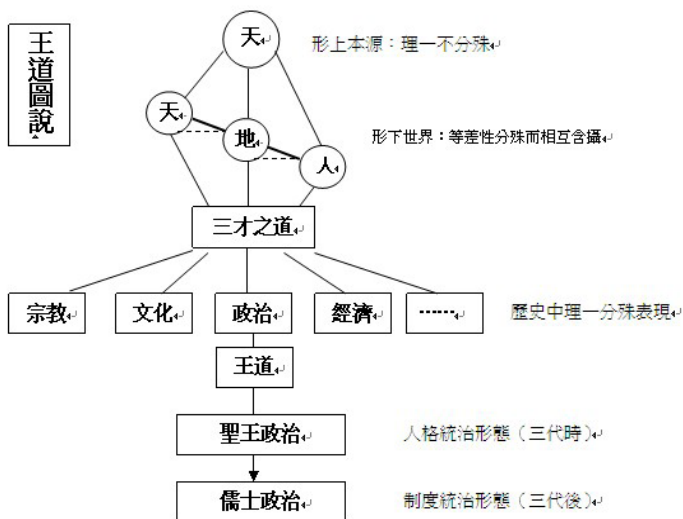 王道圖說
天
形上本源：理一不分殊
天
地
人
形下世界：等差性分殊而相互含攝
三才之道
宗教 文化 政治 經濟 ……
歷史中理一分殊表現
王道
聖王政治
人格統治形態（三代時）
儒士政治
制度統治形態（三代後）